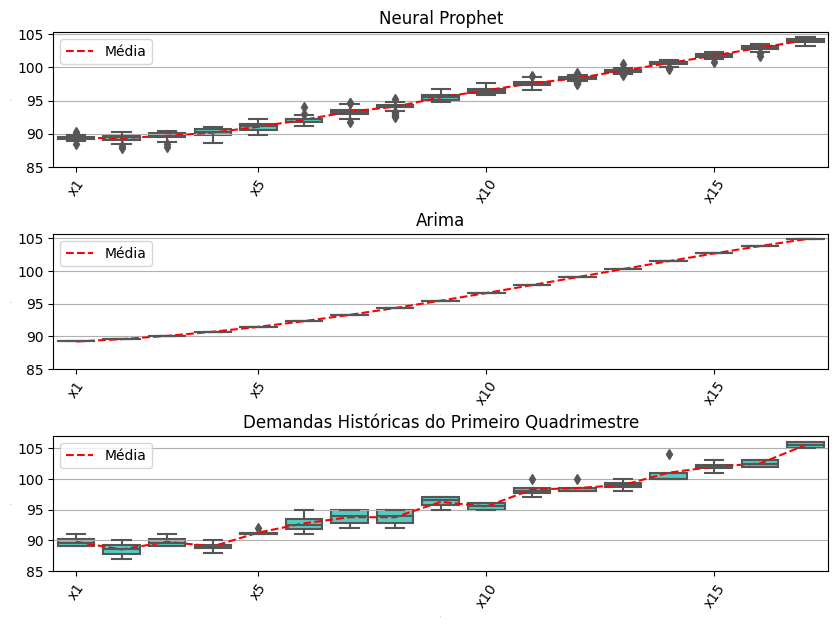 Neural Prophet
105
Média
100
95
90
85
x1
x5
x10
x15
Arima
105
Média
100
95
90
85
x1
x5
x10
x15
Demandas Históricas do Primeiro Quadrimestre
105
Média
100
95
90
85
x1
x5
x10
x15